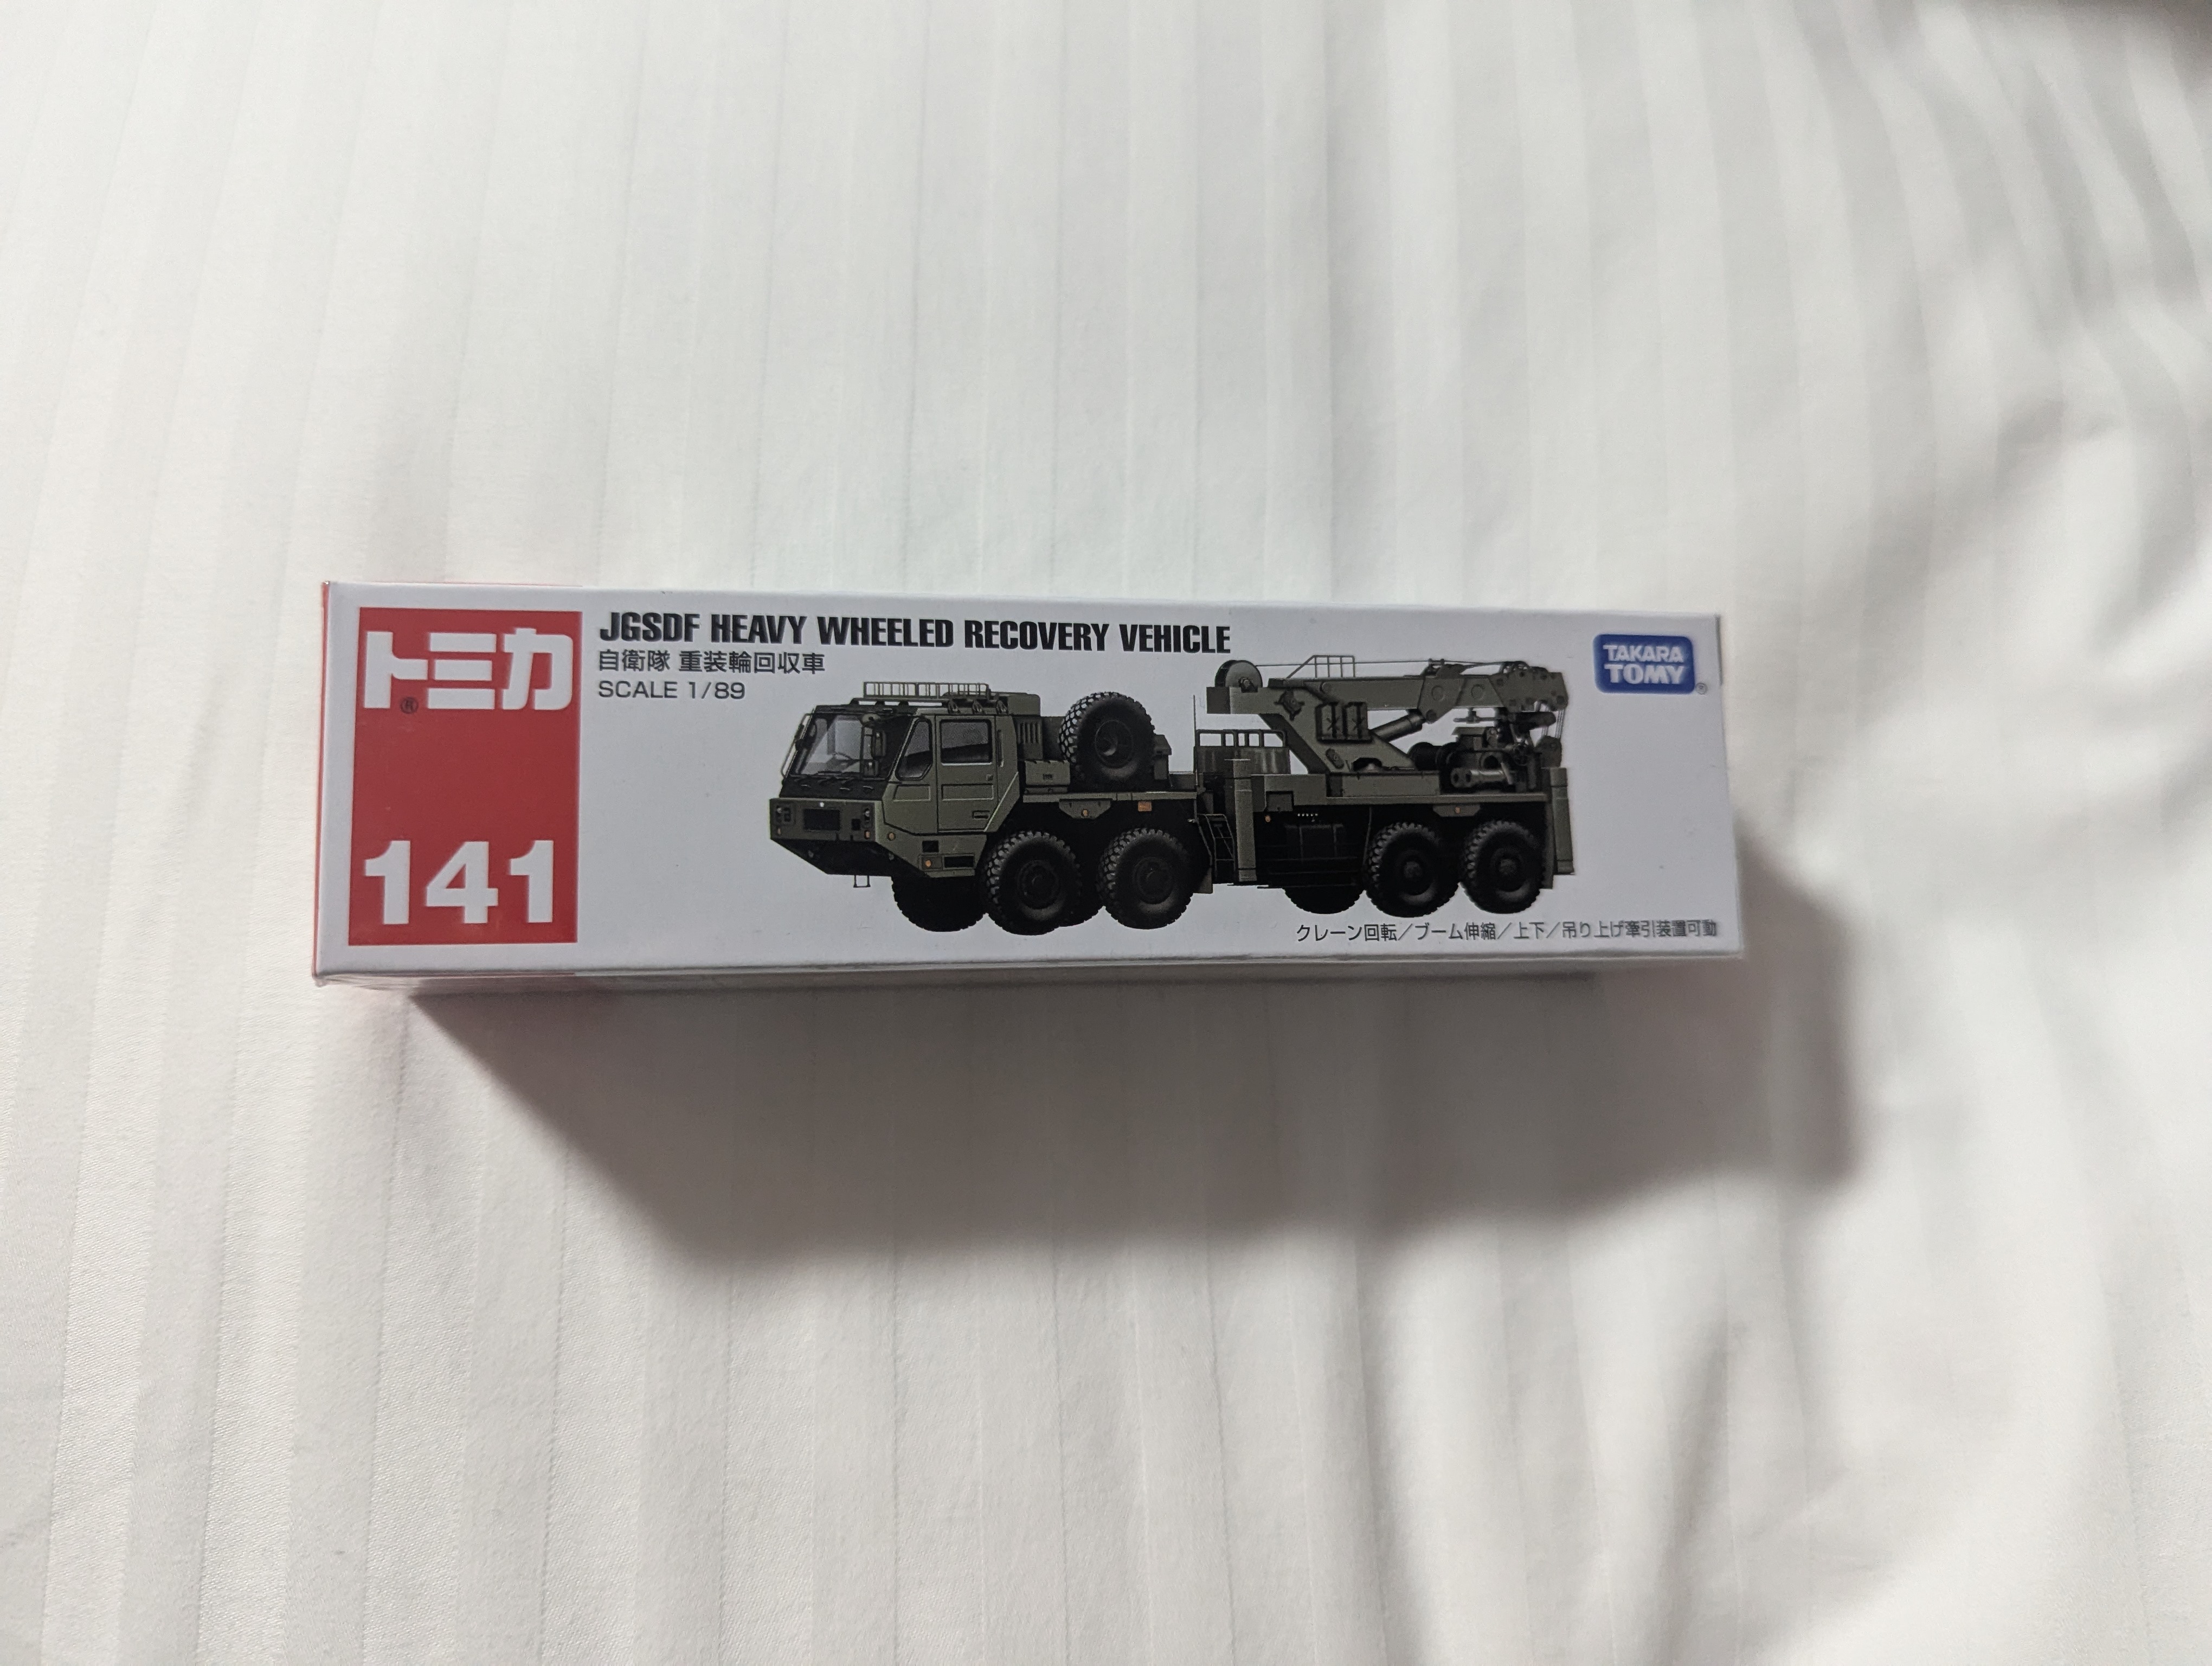 トミカ
®
141
JGSDF HEAVY WHEELED RECOVERY VEHICLE
自衛隊 重装輪回収車
SCALE 1/89
TAKARA
TOMY®
クレーン回転／ブーム伸縮／上下／吊り上げ牽引装置可動